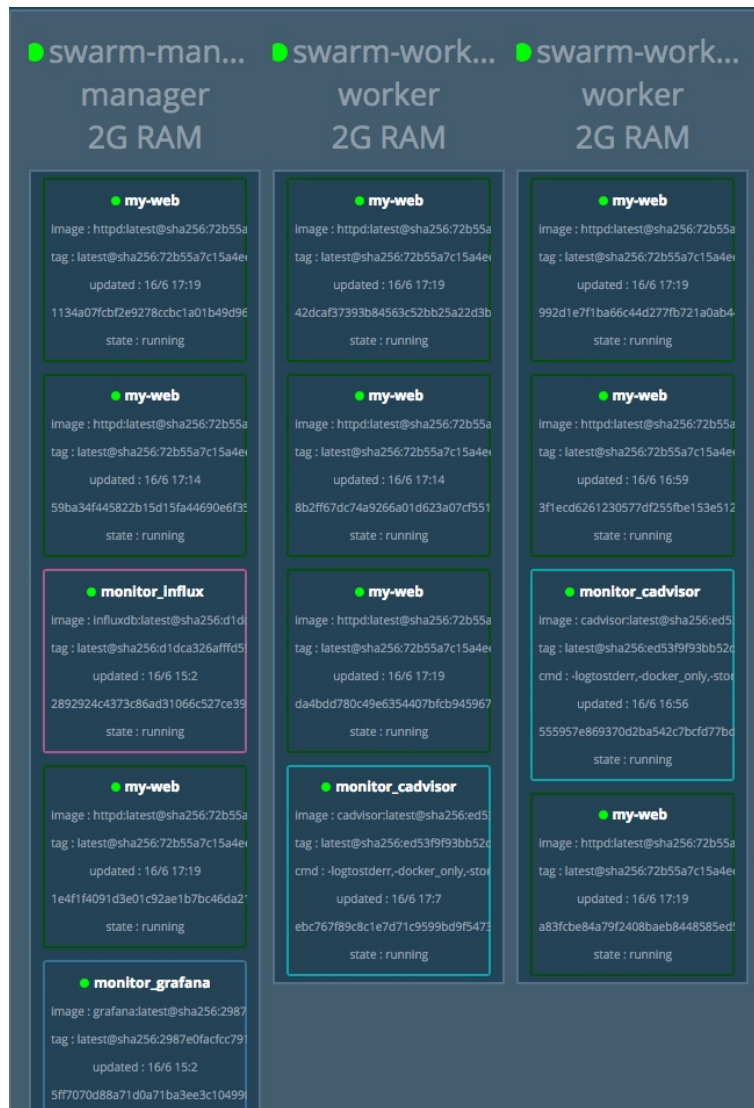 swarm-man...
manager
2G RAM
my-web
image : httpd:latest@sha256:72b55a
tag : latest@sha256:72b55a7c15a4e
updated : 16/6 17:19
1134a07fcbf2e9278ccbc1a01b49d96
state : running
my-web
image : httpd:latest@sha256:72b55a
tag : latest@sha256:72b55a7c15a4e
updated : 16/6 17:14
59ba34f445822b15d15fa44690e6f35
state : running
monitor_influx
image : influxdb:latest@sha256:d1d
tag : latest@sha256:d1dca326afffd5
updated : 16/6 15:2
2892924c4373c86ad31066c527ce39
state : running
my-web
image : httpd:latest@sha256:72b55a
tag : latest@sha256:72b55a7c15a4e
updated : 16/6 17:19
1e4f1f4091d3e01c92ae1b7bc46da2
state : running
monitor_grafana
image : grafana:latest@sha256:2987
tag : latest@sha256:2987e0facfcc791
updated : 16/6 15:2
5ff7070d88a71d0a71ba3ee3c10499
swarm-work...
worker
2G RAM
my-web
image : httpd:latest@sha256:72b55a
tag : latest@sha256:72b55a7c15a4e
updated : 16/6 17:19
42dcaf37393b84563c52bb25a22d3b
state : running
my-web
image : httpd:latest@sha256:72b55a
tag : latest@sha256:72b55a7c15a4e
updated : 16/6 17:14
8b2ff67dc74a9266a01d623a07cf551
state : running
my-web
image : httpd:latest@sha256:72b55a
tag : latest@sha256:72b55a7c15a4e
updated : 16/6 17:19
da4bdd780c49e6354407bfcb945967
state : running
monitor_cadvisor
image : cadvisor:latest@sha256:ed5
tag : latest@sha256:ed53f9f93bb52c
cmd : -logtostderr,-docker_only,-stor
updated : 16/6 17:7
ebc767f89c8c1e7d71c9599bd9f5473
state : running
swarm-work...
worker
2G RAM
my-web
image : httpd:latest@sha256:72b55a
tag : latest@sha256:72b55a7c15a4e
updated : 16/6 17:19
992d1e7f1ba66c44d277fb721a0ab4
state : running
my-web
image : httpd:latest@sha256:72b55a
tag : latest@sha256:72b55a7c15a4e
updated : 16/6 16:59
3f1ecd6261230577df255fbe153e512
state : running
monitor_cadvisor
image : cadvisor:latest@sha256:ed5
tag : latest@sha256:ed53f9f93bb52c
cmd : -logtostderr,-docker_only,-stor
updated : 16/6 16:56
555957e869370d2ba542c7bcfd77bd
state : running
my-web
image : httpd:latest@sha256:72b55a
tag : latest@sha256:72b55a7c15a4e
updated : 16/6 17:19
a83fcbe84a79f2408baeb8448585ed
state : running